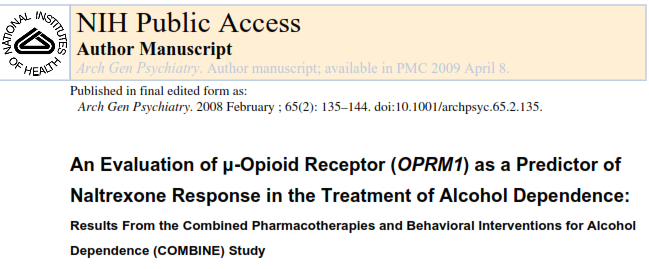 NATIONAL INSTITUTES OF HEALTH
NIH Public Access
Author Manuscript
Arch Gen Psychiatry. Author manuscript; available in PMC 2009 April 8.
Published in final edited form as:
Arch Gen Psychiatry. 2008 February ; 65(2): 135–144. doi:10.1001/archpsyc.65.2.135.
An Evaluation of μ-Opioid Receptor (OPRM1) as a Predictor of
Naltrexone Response in the Treatment of Alcohol Dependence:
Results From the Combined Pharmacotherapies and Behavioral Interventions for Alcohol
Dependence (COMBINE) Study